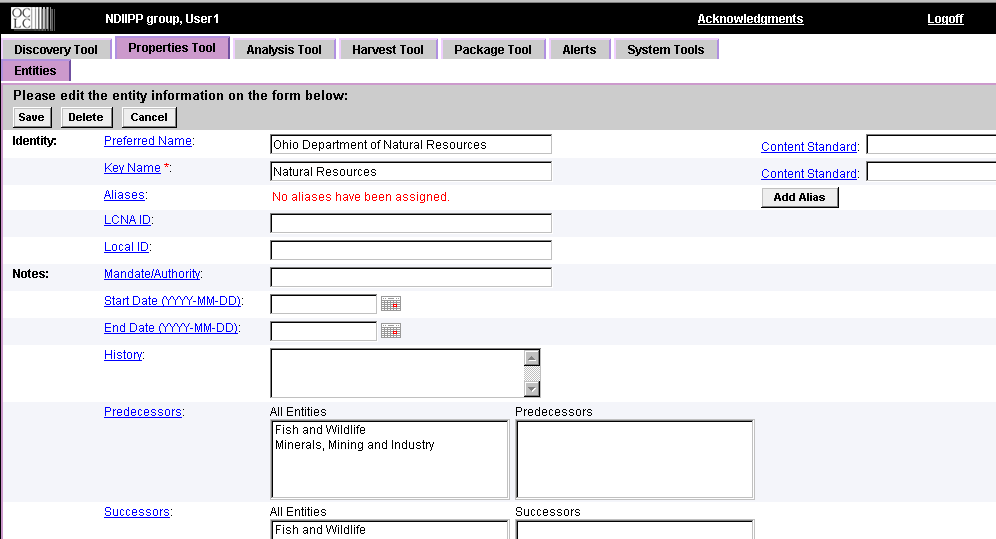 OC
LC
NDIIPP group, User1 Acknowledgments Logoff
Discovery Tool Properties Tool Analysis Tool Harvest Tool Package Tool Alerts System Tools
Entities
Please edit the entity information on the form below:
Save Delete Cancel
Identity: Preferred Name: Ohio Department of Natural Resources Content Standard:
Key Name *: Natural Resources Content Standard:
Aliases: No aliases have been assigned. Add Alias
LCNA ID:
Local ID:
Notes: Mandate/Authority:
Start Date (YYYY-MM-DD):
End Date (YYYY-MM-DD):
History:
Predecessors: All Entities Predecessors
Fish and Wildlife
Minerals, Mining and Industry
Successors: All Entities Successors
Fish and Wildlife